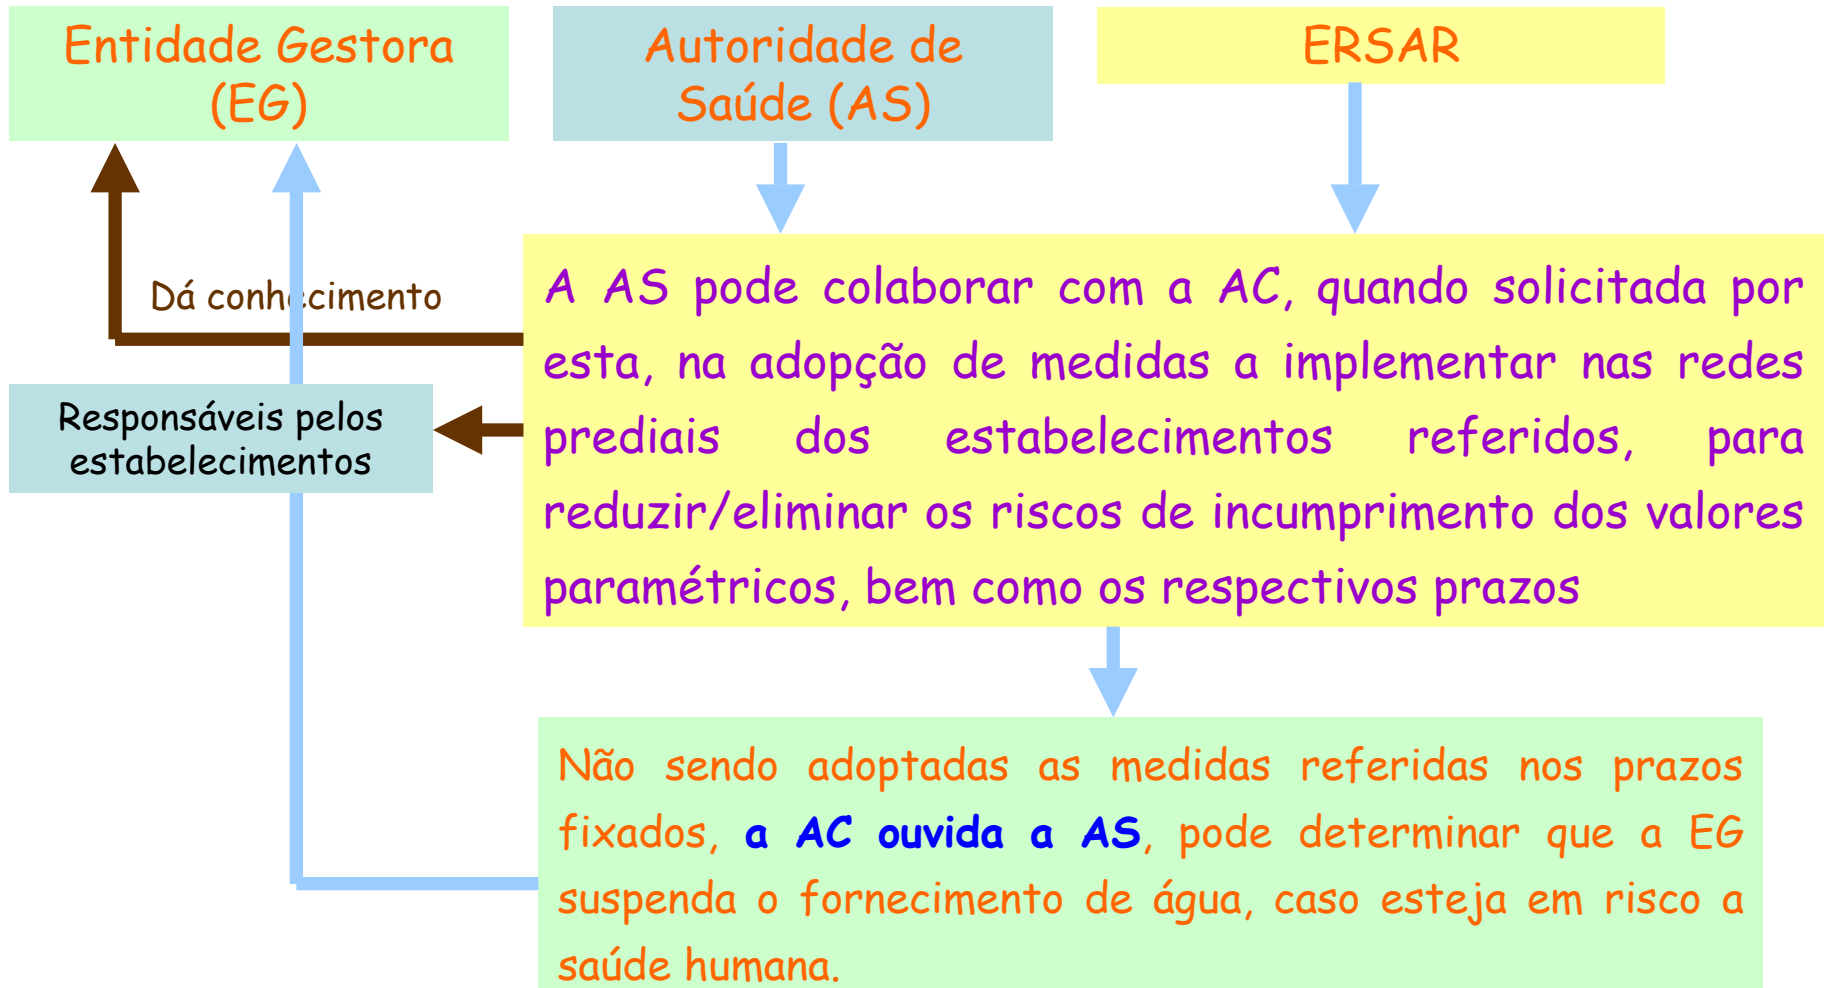 Entidade Gestora
(EG)
Autoridade de
Saúde (AS)
ERSAR
Dá conhecimento
A AS pode colaborar com a AC, quando solicitada por
esta, na adopção de medidas a implementar nas redes
prediais dos estabelecimentos referidos, para
reduzir/eliminar os riscos de incumprimento dos valores
paramétricos, bem como os respectivos prazos
Responsáveis pelos
estabelecimentos
Não sendo adoptadas as medidas referidas nos prazos
fixados, a AC ouvida a AS, pode determinar que a EG
suspenda o fornecimento de água, caso esteja em risco a
saúde humana.